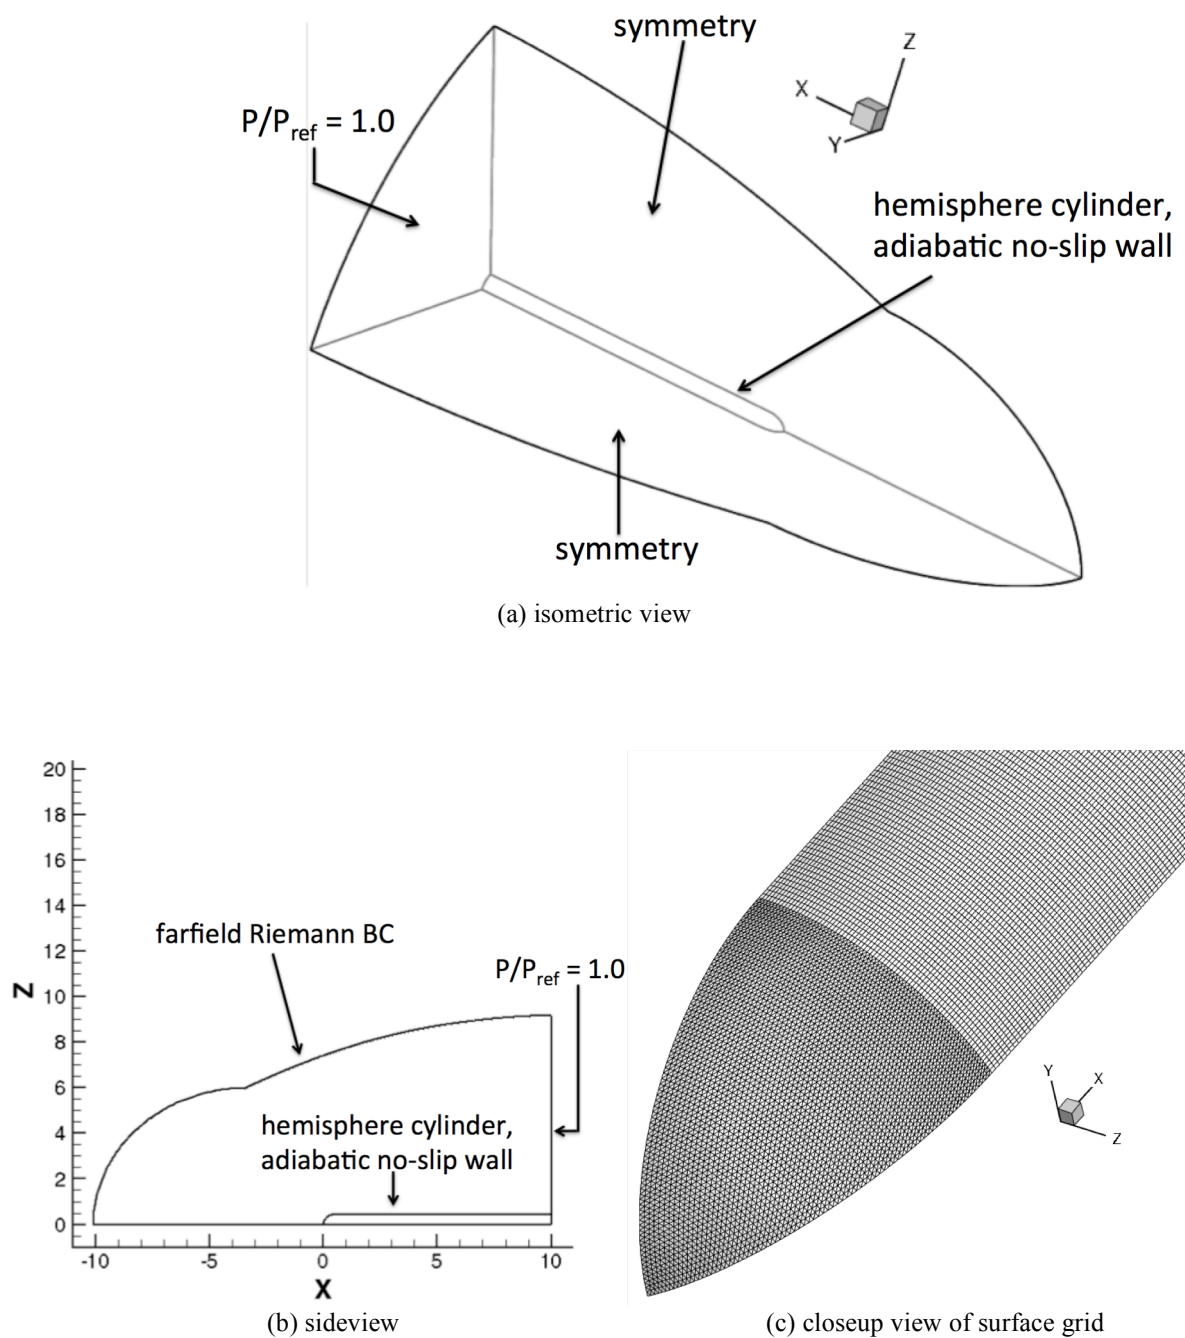 symmetry
Z
X
Y
P/Pref = 1.0
hemisphere cylinder,
adiabatic no-slip wall
symmetry
(a) isometric view
20
18
16
14
12
10
8
6
4
2
0
Z
farfield Riemann BC
P/Pref = 1.0
hemisphere cylinder,
adiabatic no-slip wall
-10
-5
0
5
10
X
(b) sideview
Y
X
Z
(c) closeup view of surface grid